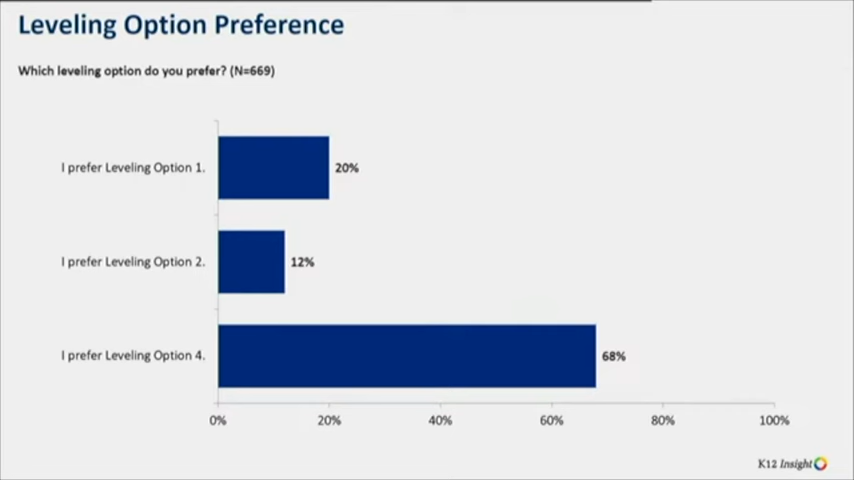 Leveling Option Preference
Which leveling option do you prefer? (N=669)
I prefer Leveling Option 1.
20%
I prefer Leveling Option 2.
12%
I prefer Leveling Option 4.
68%
0% 20% 40% 60% 80% 100%
K12 Insight